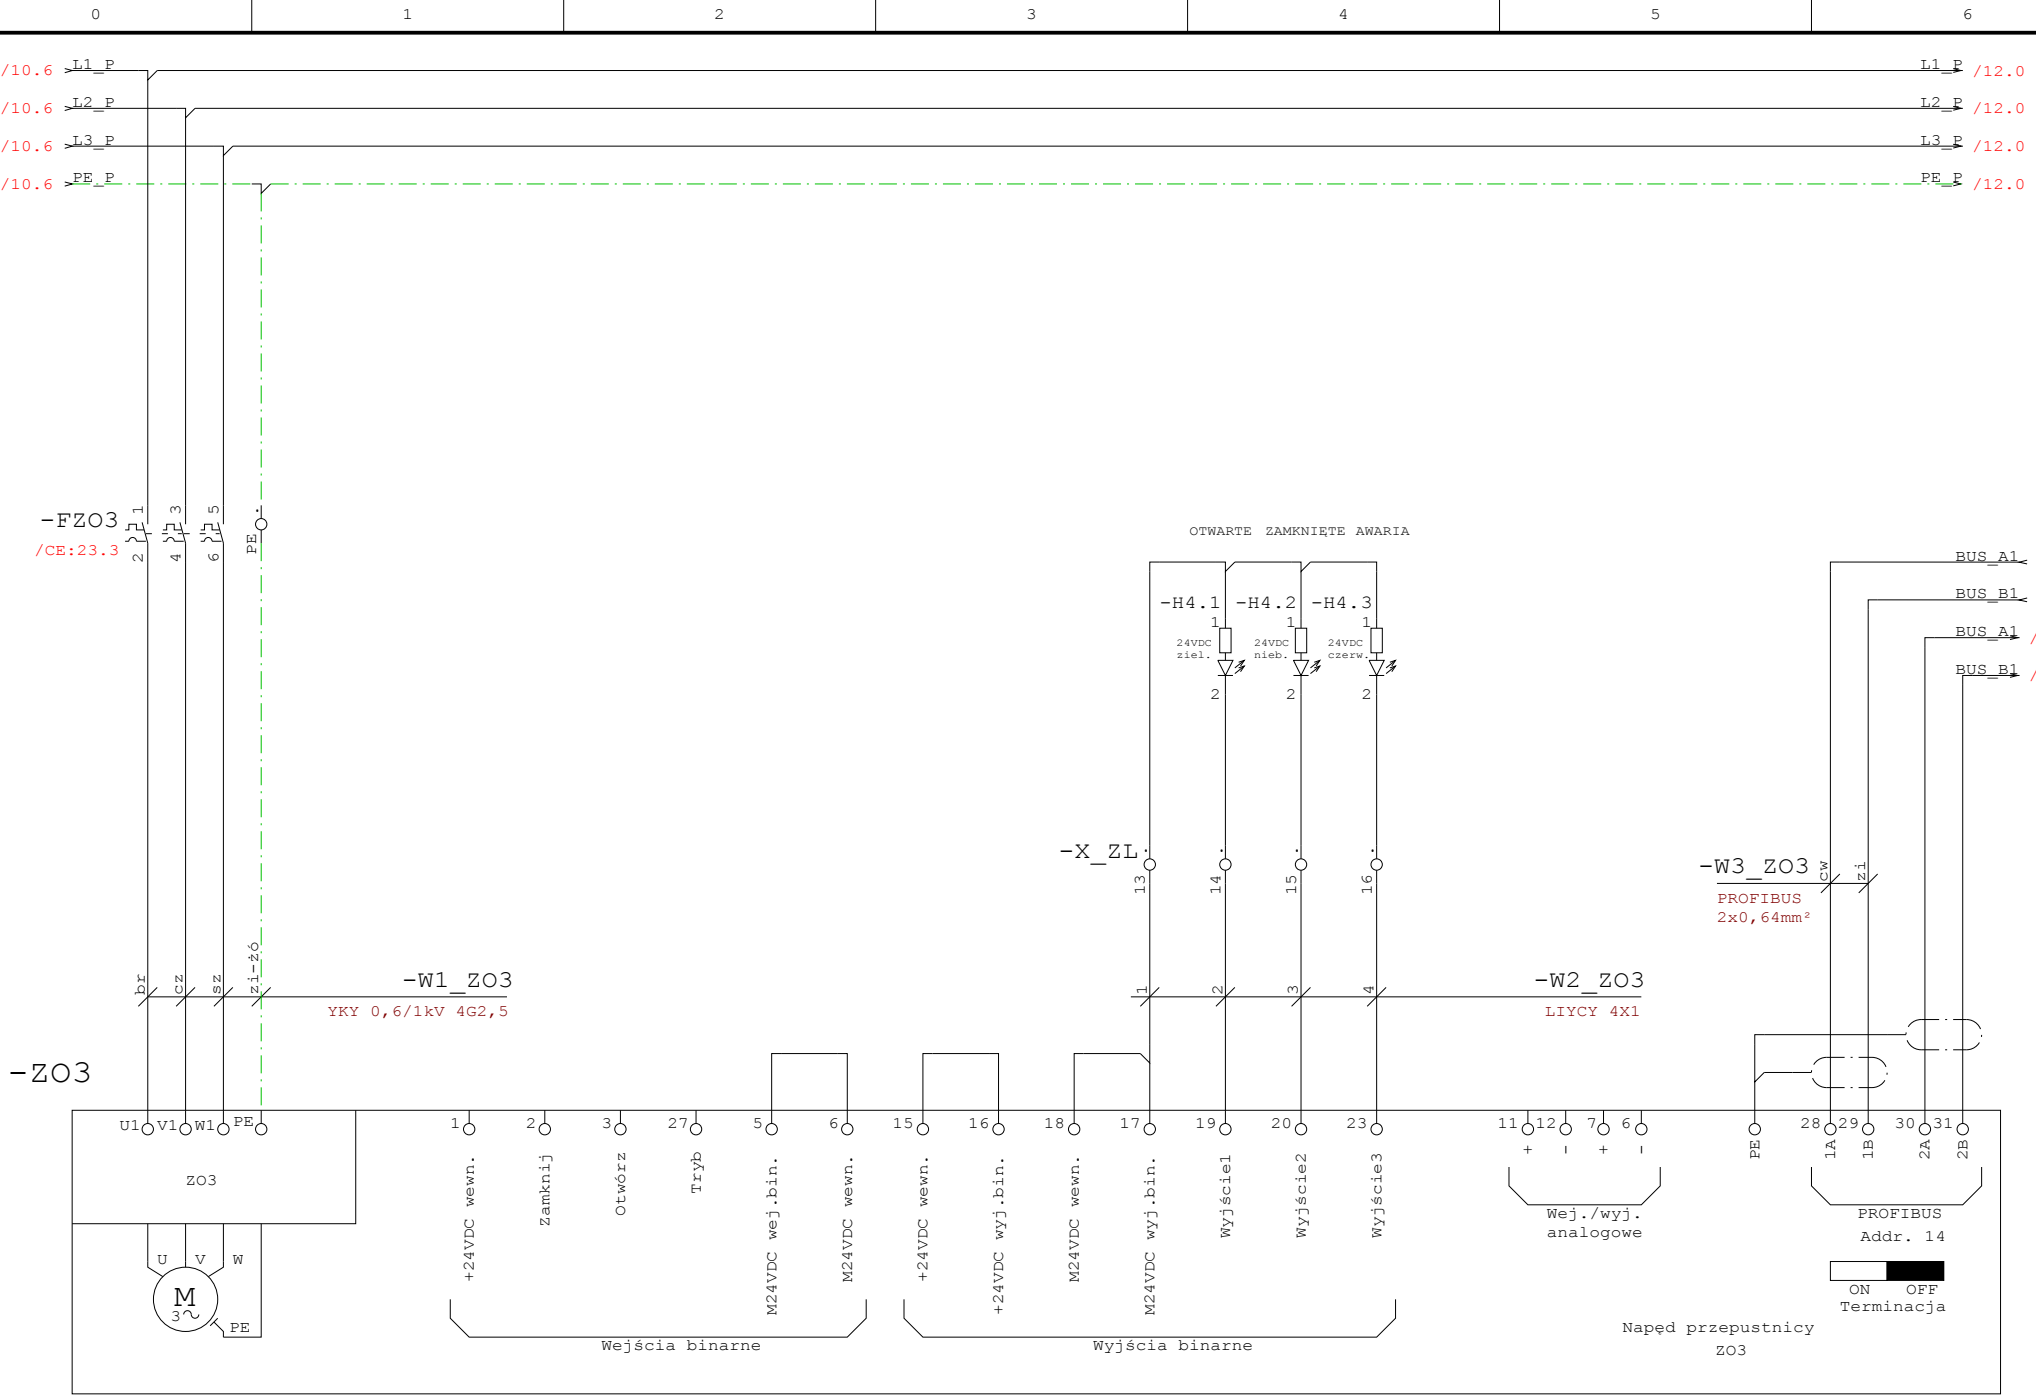 0 1 2 3 4 5 6
/10.6 L1_P L1_P /12.0
/10.6 L2_P L2_P /12.0
/10.6 L3_P L3_P /12.0
/10.6 PE_P PE_P /12.0
-FZO3 1 3 5 .
/CE:23.3 2 4 6 PE
OTWARTE ZAMKNIĘTE AWARIA
BUS_A1
BUS_B1
BUS_A1 /
BUS_B1 /
-H4.1 -H4.2 -H4.3
1 1 1
24VDC 24VDC 24VDC
ziel. nieb. czerw.
2 2 2
-X_ZL . . . .
13 14 15 16
-W3_ZO3 cw zi
PROFIBUS
2x0,64mm²
br cz sz zi-żó
-W1_ZO3
YKY 0,6/1kV 4G2,5
1 2 3 4
-W2_ZO3
LIYCY 4X1
-ZO3
U1 V1 W1 PE 1 2 3 27 5 6 15 16 18 17 19 20 23 11 12 7 6 28 29 30 31
+ - + -
PE 1A 1B 2A 2B
+24VDC wewn.
Zamknij
Otwórz
Tryb
M24VDC wej.bin.
M24VDC wewn.
+24VDC wewn.
+24VDC wyj.bin.
M24VDC wewn.
M24VDC wyj.bin.
Wyjście1
Wyjście2
Wyjście3
ZO3
U V W
M
3
PE
Wej./wyj.
analogowe
PROFIBUS
Addr. 14
ON OFF
Terminacja
Wejścia binarne
Wyjścia binarne
Napęd przepustnicy
ZO3